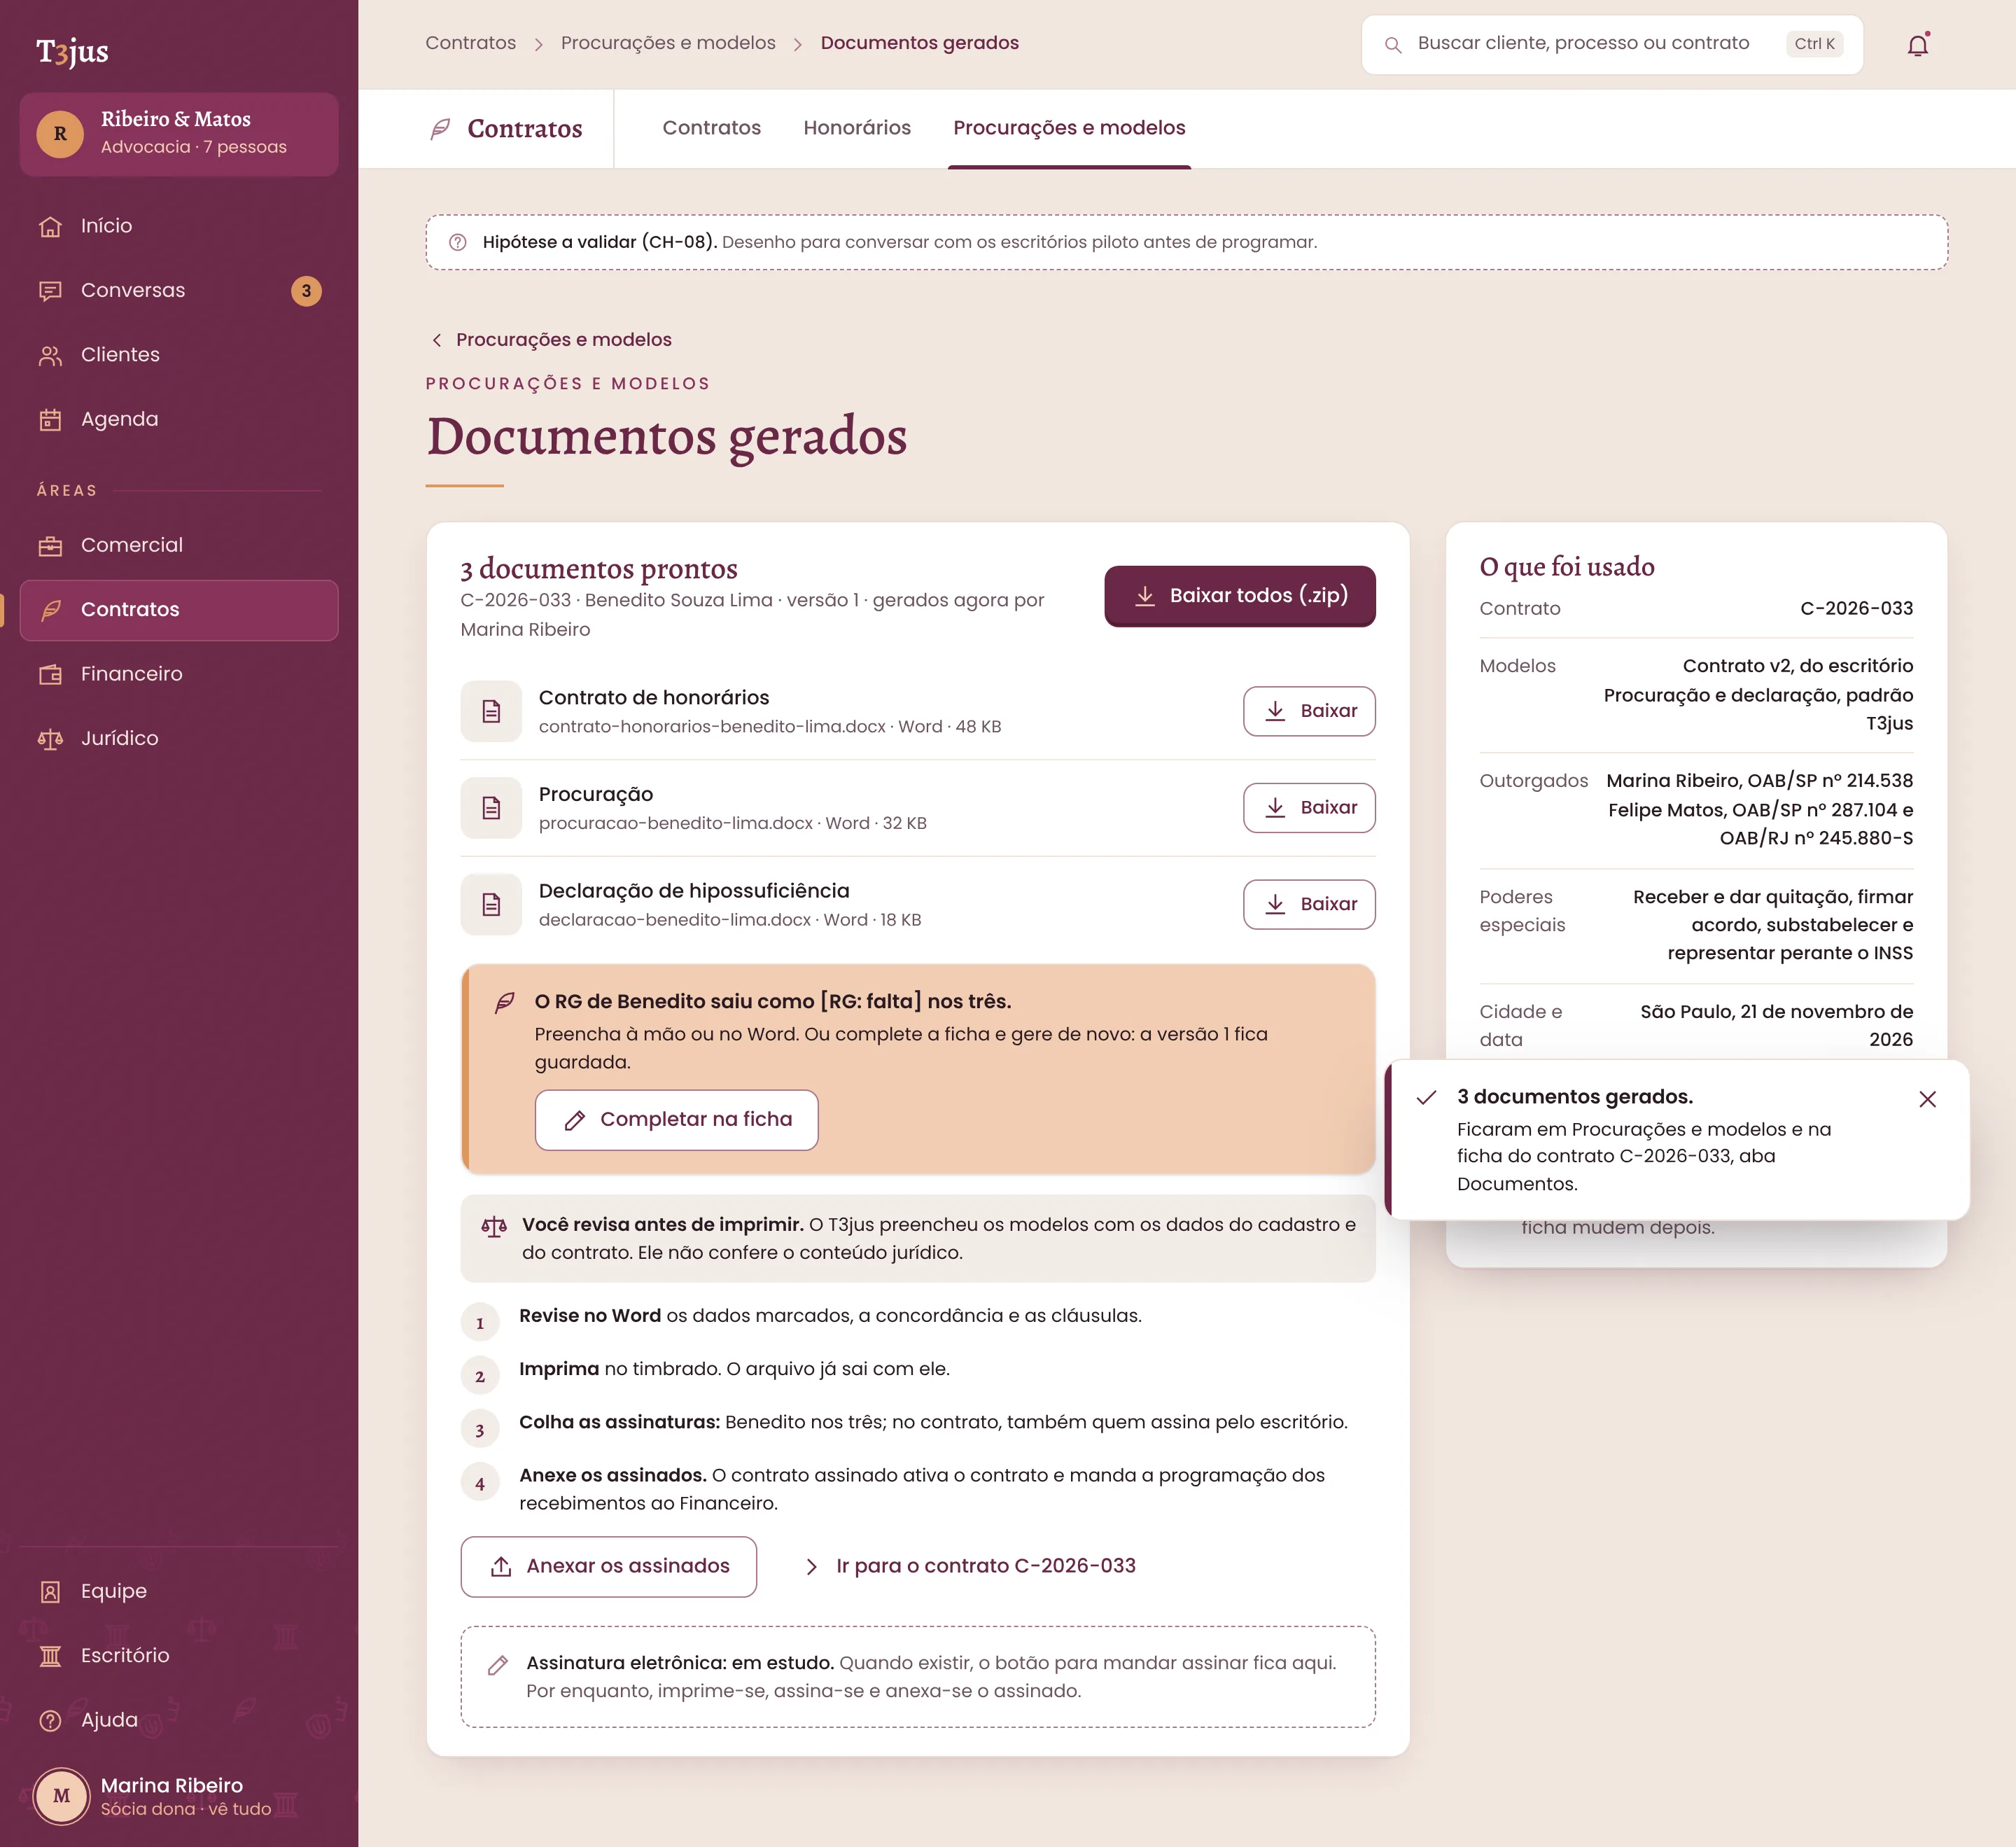 T3jus
R
Ribeiro & Matos
Advocacia · 7 pessoas
Início
Conversas
3
Clientes
Agenda
ÁREAS
Comercial
Contratos
Financeiro
Jurídico
Equipe
Escritório
Ajuda
M
Marina Ribeiro
Sócia dona · vê tudo
Contratos > Procurações e modelos > Documentos gerados
Buscar cliente, processo ou contrato
Ctrl K
Contratos
Contratos
Honorários
Procurações e modelos
Hipótese a validar (CH-08). Desenho para conversar com os escritórios piloto antes de programar.
Procurações e modelos
PROCURAÇÕES E MODELOS
Documentos gerados
3 documentos prontos
C-2026-033 · Benedito Souza Lima · versão 1 · gerados agora por
Marina Ribeiro
Baixar todos (.zip)
Contrato de honorários
contrato-honorarios-benedito-lima.docx · Word · 48 KB
Baixar
Procuração
procuracao-benedito-lima.docx · Word · 32 KB
Baixar
Declaração de hipossuficiência
declaracao-benedito-lima.docx · Word · 18 KB
Baixar
O RG de Benedito saiu como [RG: falta] nos três.
Preencha à mão ou no Word. Ou complete a ficha e gere de novo: a versão 1 fica
guardada.
Completar na ficha
Você revisa antes de imprimir. O T3jus preencheu os modelos com os dados do cadastro e
do contrato. Ele não confere o conteúdo jurídico.
1
Revise no Word os dados marcados, a concordância e as cláusulas.
2
Imprima no timbrado. O arquivo já sai com ele.
3
Colha as assinaturas: Benedito nos três; no contrato, também quem assina pelo escritório.
4
Anexe os assinados. O contrato assinado ativa o contrato e manda a programação dos
recebimentos ao Financeiro.
Anexar os assinados
Ir para o contrato C-2026-033
Assinatura eletrônica: em estudo. Quando existir, o botão para mandar assinar fica aqui.
Por enquanto, imprime-se, assina-se e anexa-se o assinado.
O que foi usado
Contrato
C-2026-033
Modelos
Contrato v2, do escritório
Procuração e declaração, padrão
T3jus
Outorgados
Marina Ribeiro, OAB/SP nº 214.538
Felipe Matos, OAB/SP nº 287.104 e
OAB/RJ nº 245.880-S
Poderes
especiais
Receber e dar quitação, firmar
acordo, substabelecer e
representar perante o INSS
Cidade e
data
São Paulo, 21 de novembro de
2026
3 documentos gerados.
Ficaram em Procurações e modelos e na
ficha do contrato C-2026-033, aba
Documentos.
ficha mudem depois.